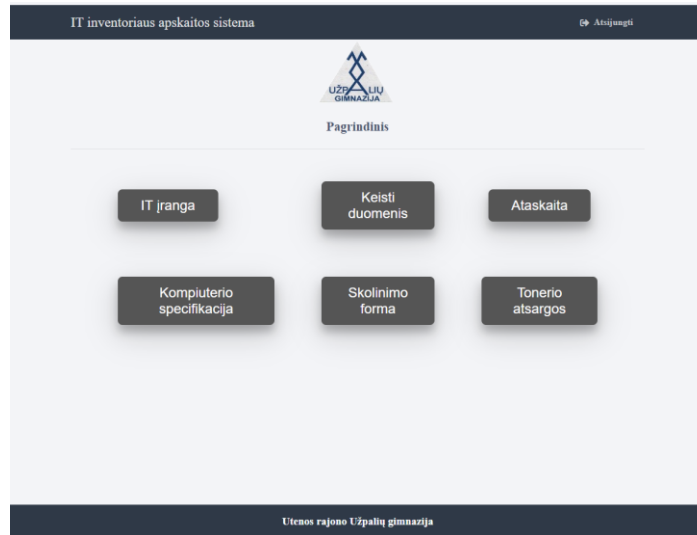 IT inventoriaus apskaitos sistema
Atsijungti
UŽPALIŲ
GIMNAZIJA
Pagrindinis
IT įranga
Keisti
duomenis
Ataskaita
Kompiuterio
specifikacija
Skolinimo
forma
Tonerio
atsargos
Utenos rajono Užpalių gimnazija